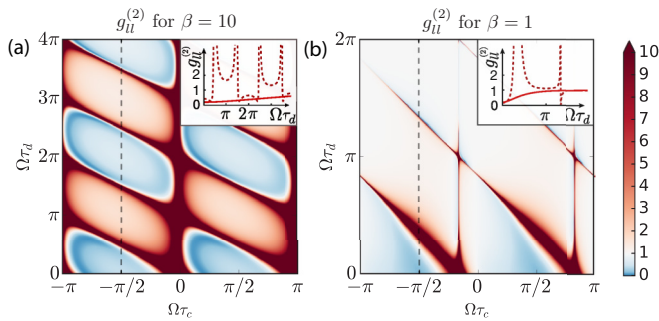 g_{ll}^{(2)} for β = 10
g_{ll}^{(2)} for β = 1
(a)
4π
3π
2π
π
0
Ωτ_d
−π
−π/2
0
π/2
π
Ωτ_c
g_{ll}^{(2)}
2
1
0
π
2π
Ωτ_d
(b)
2π
π
0
Ωτ_d
−π
−π/2
0
π/2
π
Ωτ_c
g_{ll}^{(2)}
2
1
0
π
Ωτ_d
10
9
8
7
6
5
4
3
2
1
0